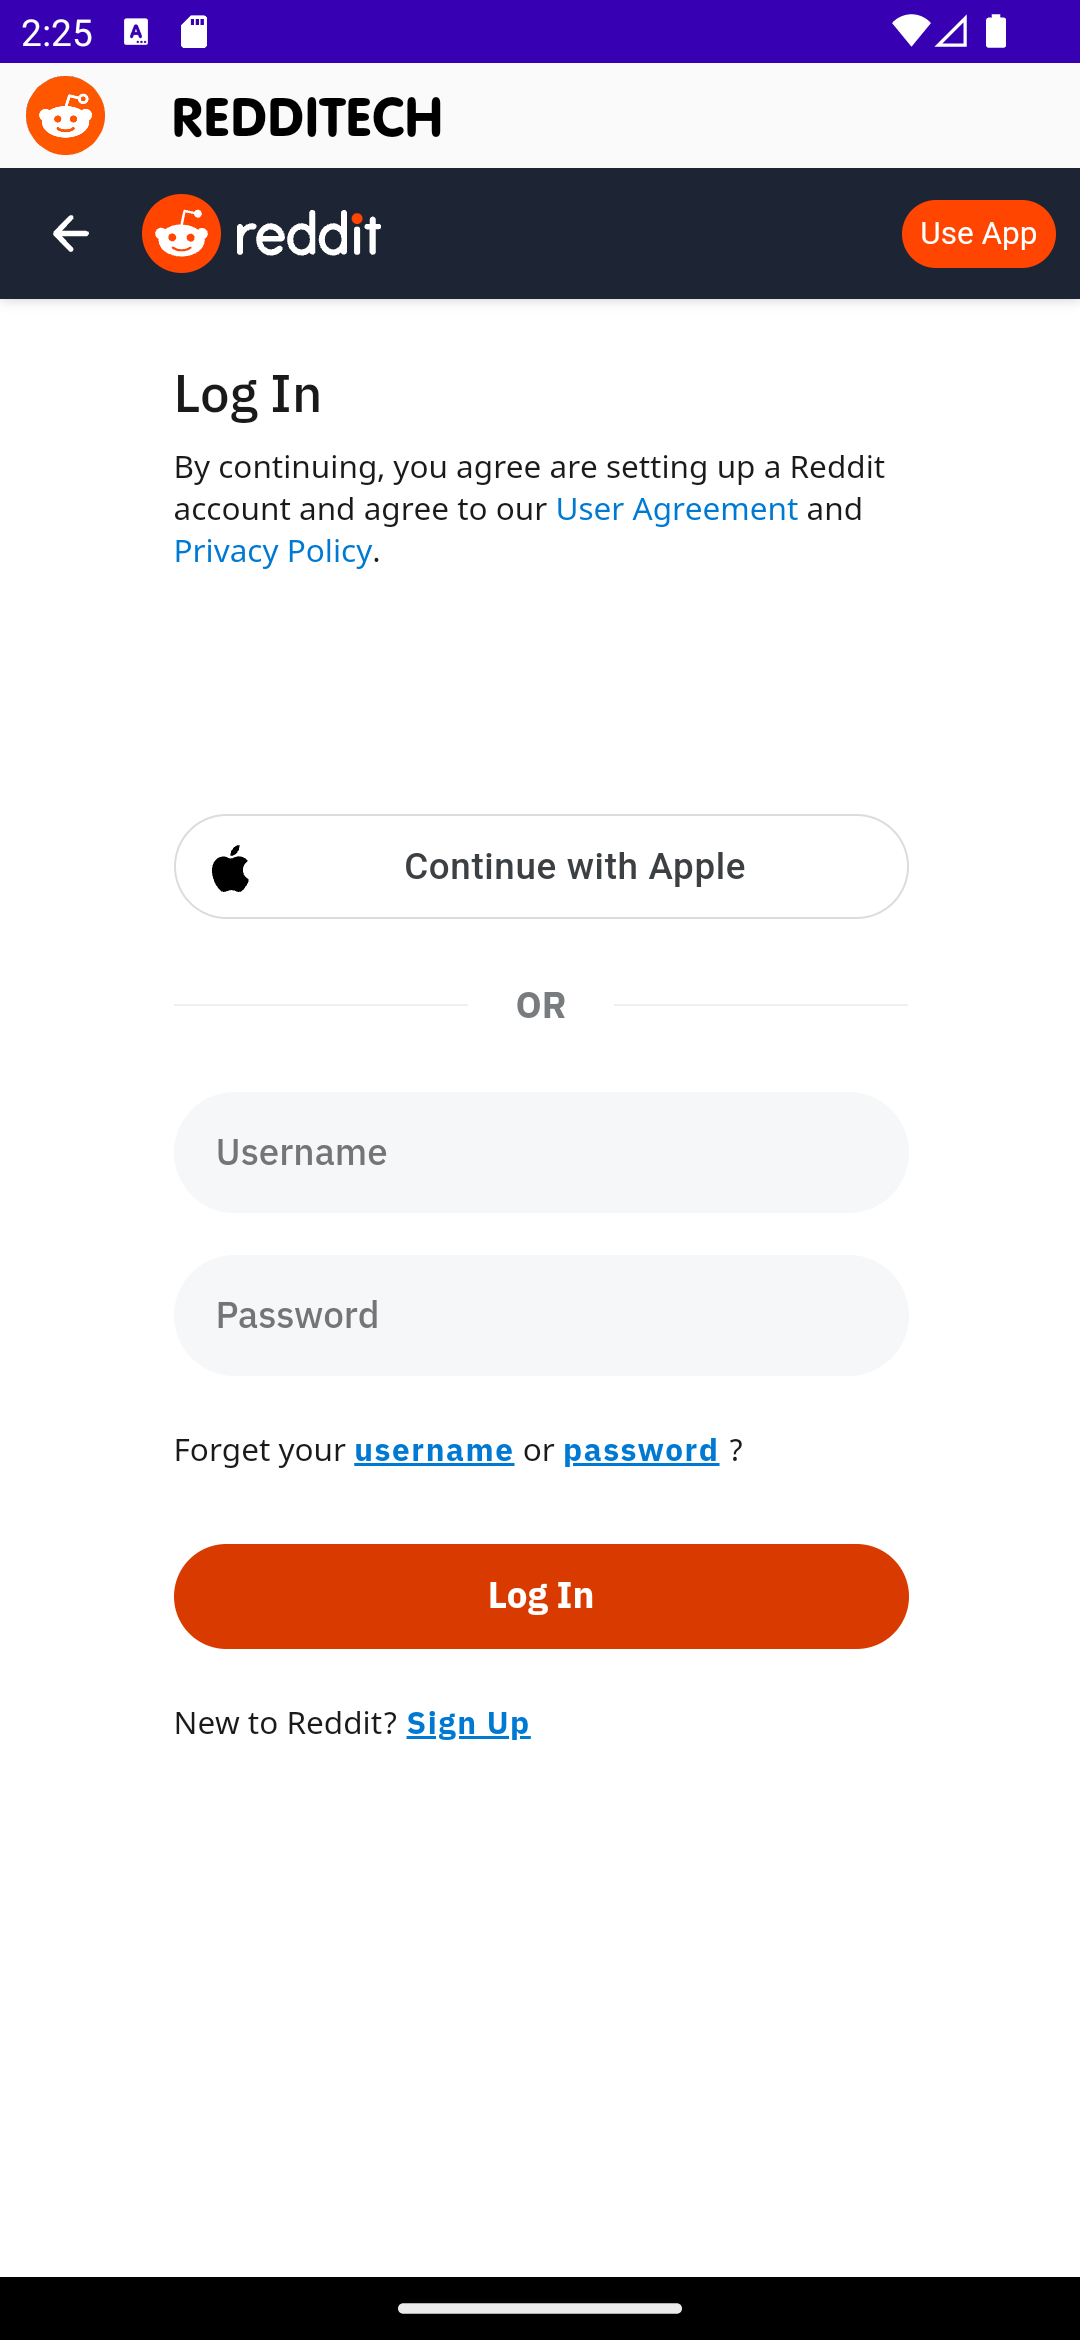 2:25
REDDITECH
reddit
Use App
Log In
By continuing, you agree are setting up a Reddit
account and agree to our User Agreement and
Privacy Policy.
Continue with Apple
OR
Username
Password
Forget your username or password ?
Log In
New to Reddit? Sign Up